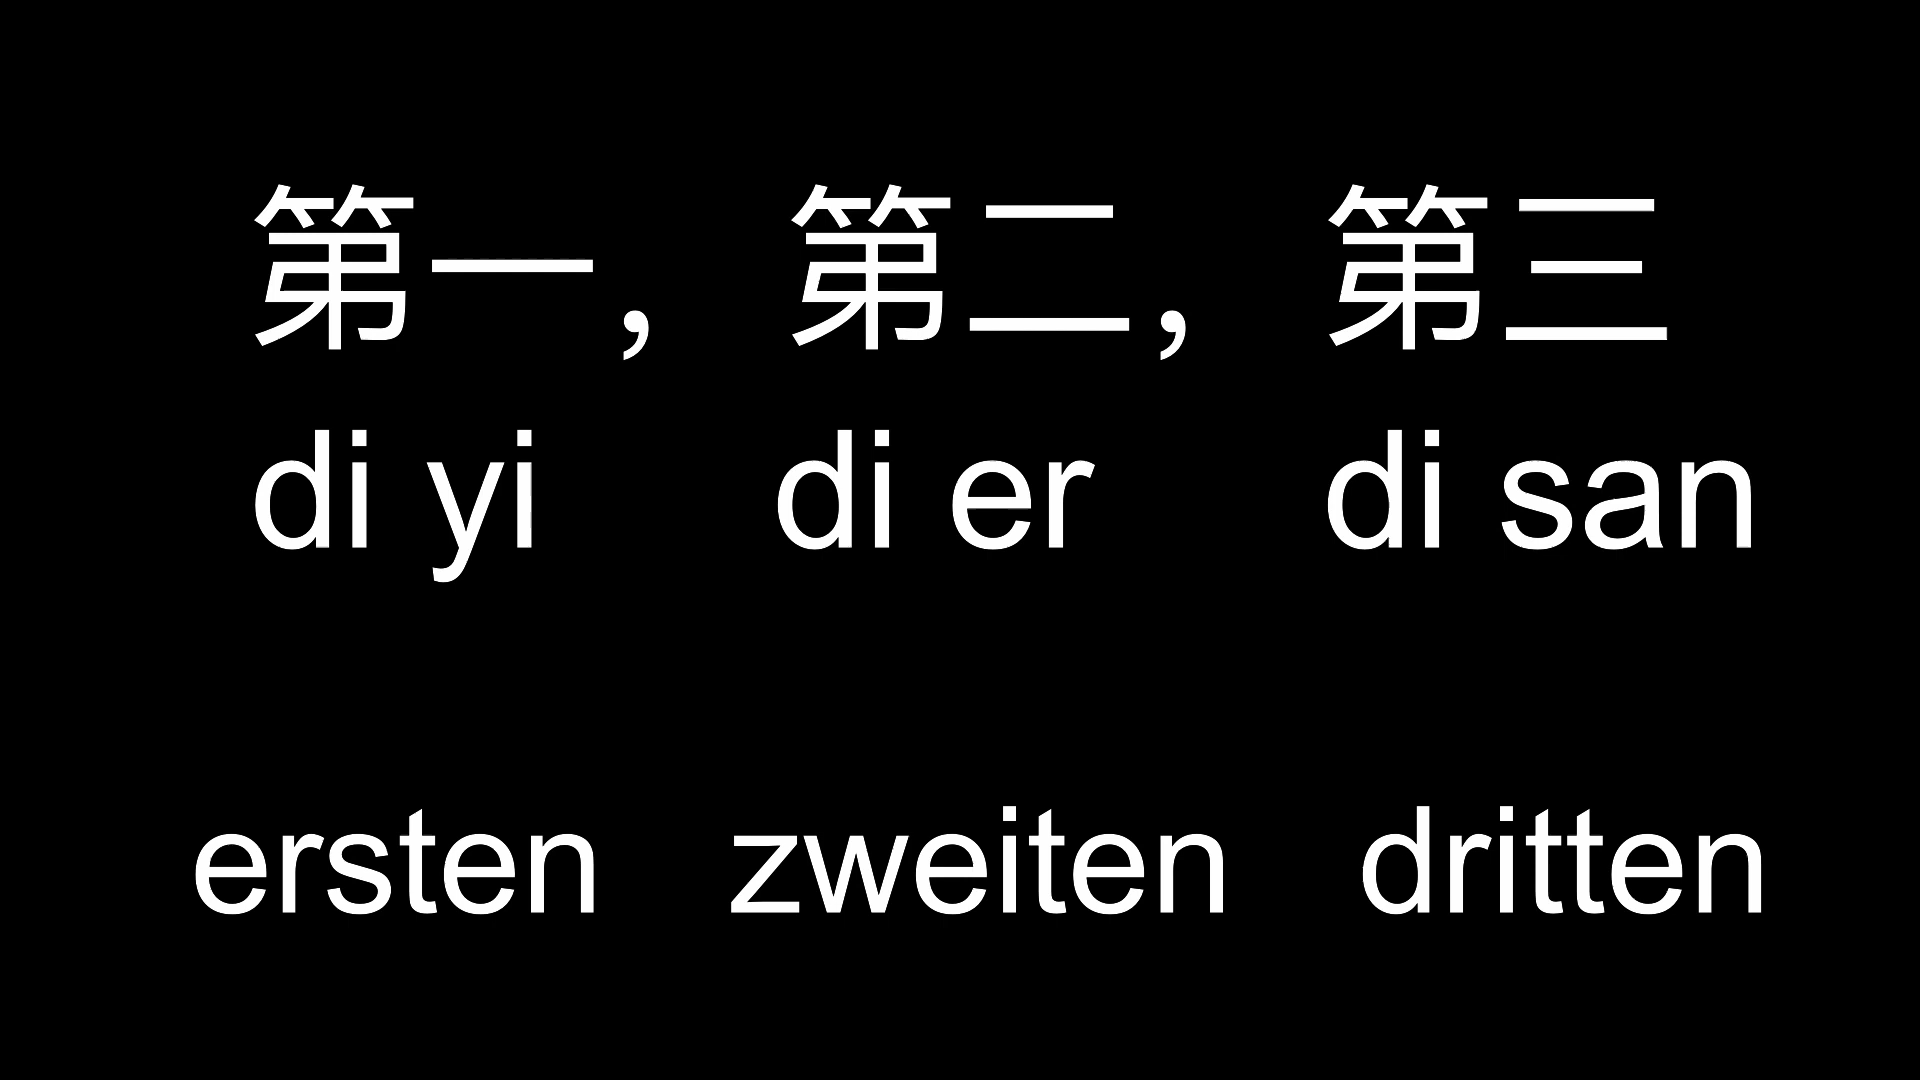 第一，第二，第三
di yi di er di san
ersten zweiten dritten